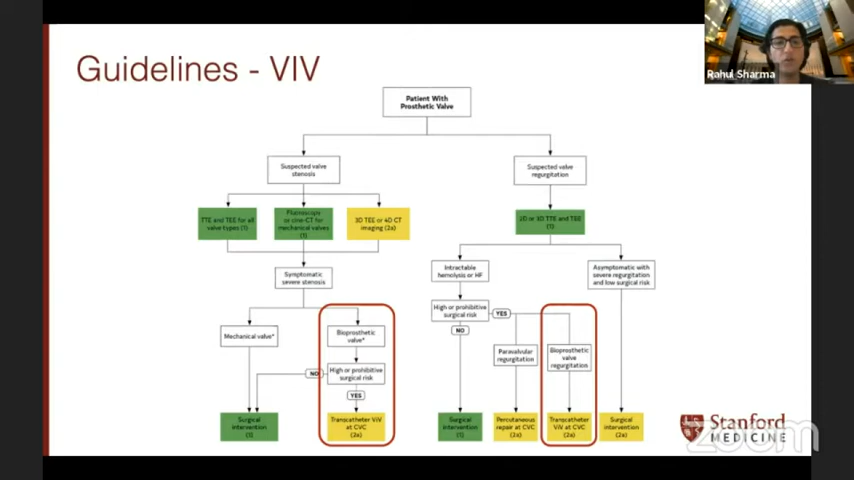 Guidelines - VIV
Rahul Sharma
Patient With
Prosthetic Valve
Suspected valve
stenosis
Suspected valve
regurgitation
TTE and TEE for all
valve types (1)
Fluoroscopy
or cine-CT for
mechanical valves
(1)
3D TEE or 4D CT
imaging (2a)
2D or 3D TTE and TEE
(1)
Symptomatic
severe stenosis
Intractable
hemolysis or HF
Asymptomatic with
severe regurgitation
and low surgical risk
High or prohibitive
surgical risk
YES
NO
Mechanical valve*
Bioprosthetic
valve*
Paravalvular
regurgitation
Bioprosthetic
valve
regurgitation
NO
High or prohibitive
surgical risk
YES
Surgical
intervention
(1)
Transcatheter ViV
at CVC
(2a)
Surgical
intervention
(1)
Percutaneous
repair at CVC
(2a)
Transcatheter
ViV at CVC
(2a)
Surgical
intervention
(2a)
Stanford
MEDICINE
zoom